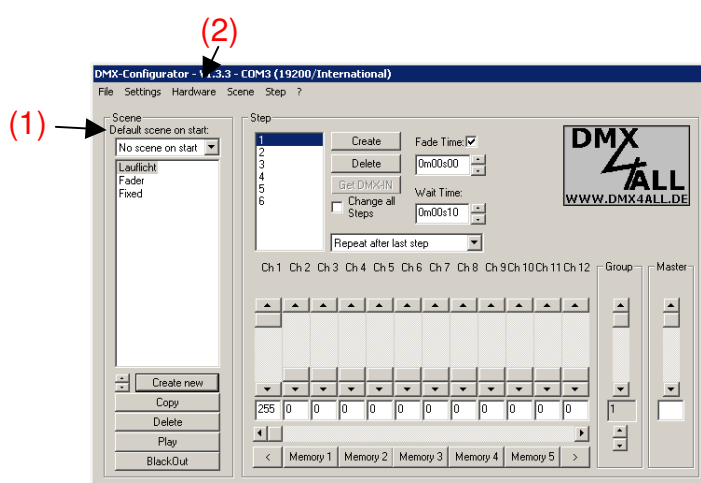 (2)
DMX-Configurator - V1.3.3 - COM3 (19200/International)
File Settings Hardware Scene Step ?
(1)
Scene
Default scene on start:
No scene on start
Lauflicht
Fader
Fixed
Create new
Copy
Delete
Play
BlackOut
Step
1
2
3
4
5
6
Create
Delete
Get DMX-IN
Change all
Steps
Fade Time:
0m00s00
Wait Time:
0m00s10
Repeat after last step
DMX
4
ALL
WWW.DMX4ALL.DE
Ch 1 Ch 2 Ch 3 Ch 4 Ch 5 Ch 6 Ch 7 Ch 8 Ch 9 Ch 10 Ch 11 Ch 12
255 0 0 0 0 0 0 0 0 0 0 0
< Memory 1 Memory 2 Memory 3 Memory 4 Memory 5 >
Group
1
Master